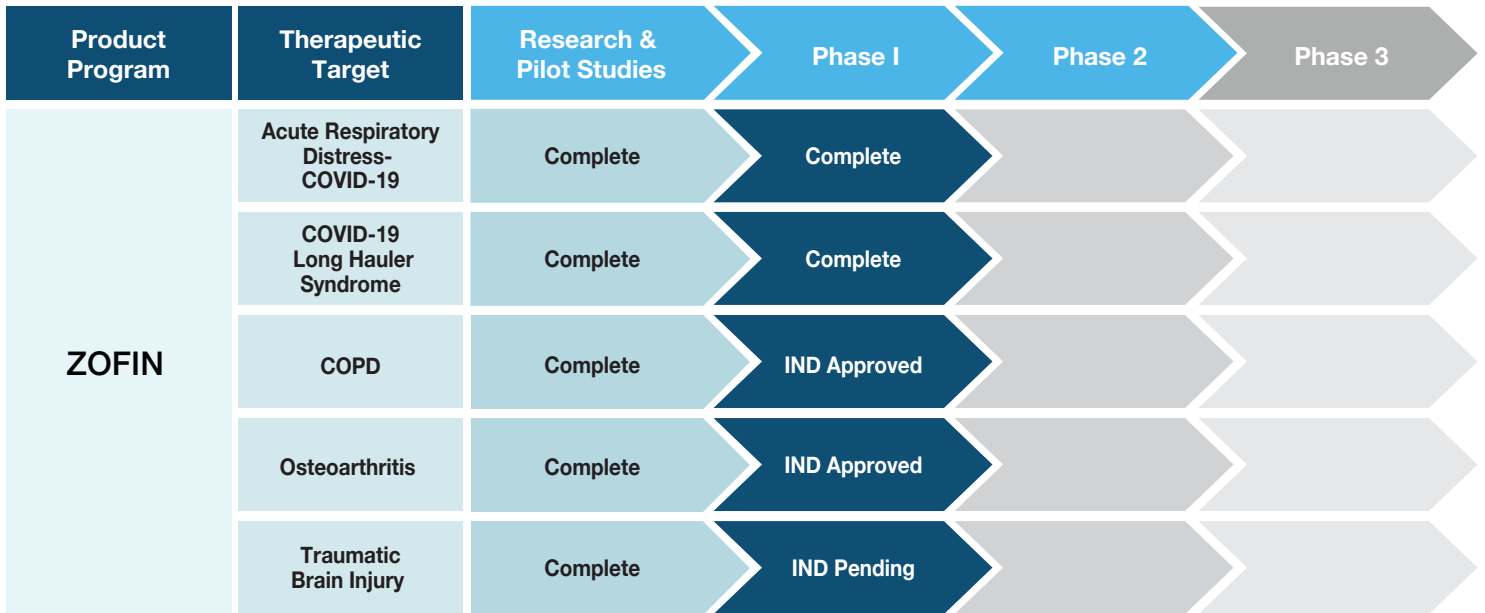 Product
Program
Therapeutic
Target
Research &
Pilot Studies
Phase I
Phase 2
Phase 3
ZOFIN
Acute Respiratory
Distress-
COVID-19
Complete
Complete
COVID-19
Long Hauler
Syndrome
Complete
Complete
COPD
Complete
IND Approved
Osteoarthritis
Complete
IND Approved
Traumatic
Brain Injury
Complete
IND Pending